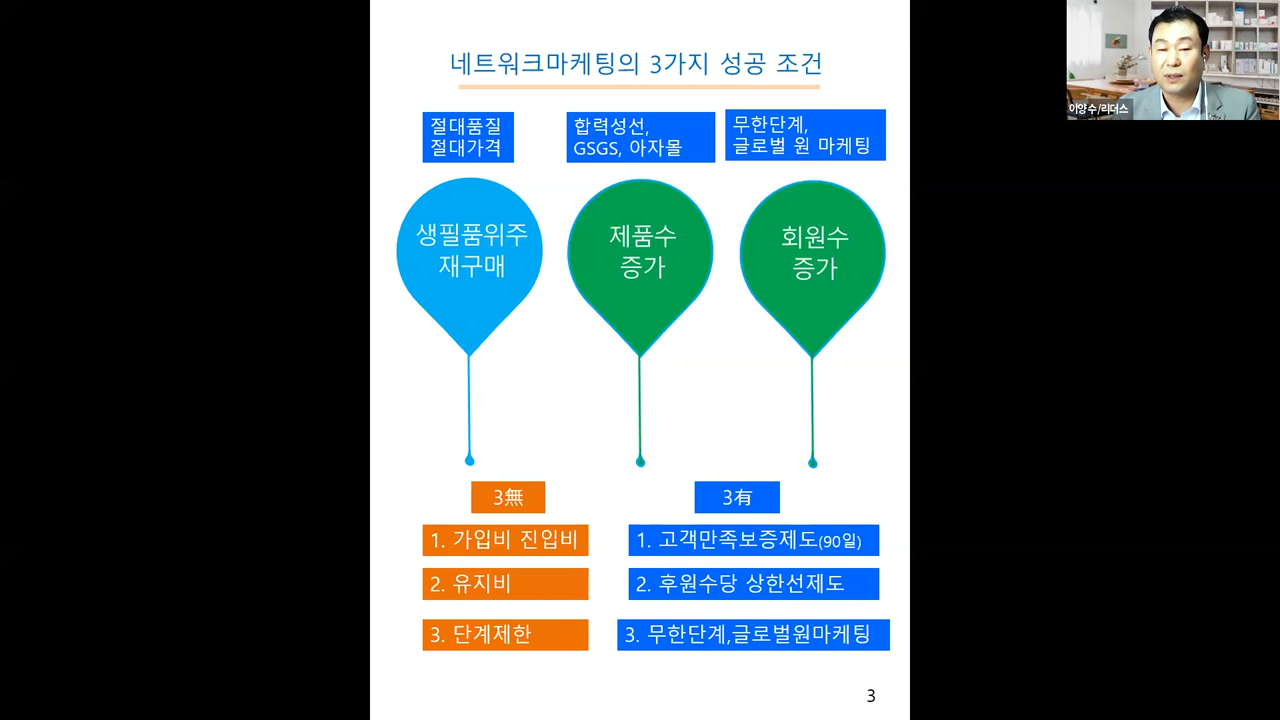 네트워크마케팅의 3가지 성공 조건
이양수/리더스
절대품질
절대가격
합력성선,
GSGS, 아자몰
무한단계,
글로벌 원 마케팅
생필품위주
재구매
제품수
증가
회원수
증가
3無
1. 가입비 진입비
2. 유지비
3. 단계제한
3有
1. 고객만족보증제도(90일)
2. 후원수당 상한선제도
3. 무한단계,글로벌원마케팅
3